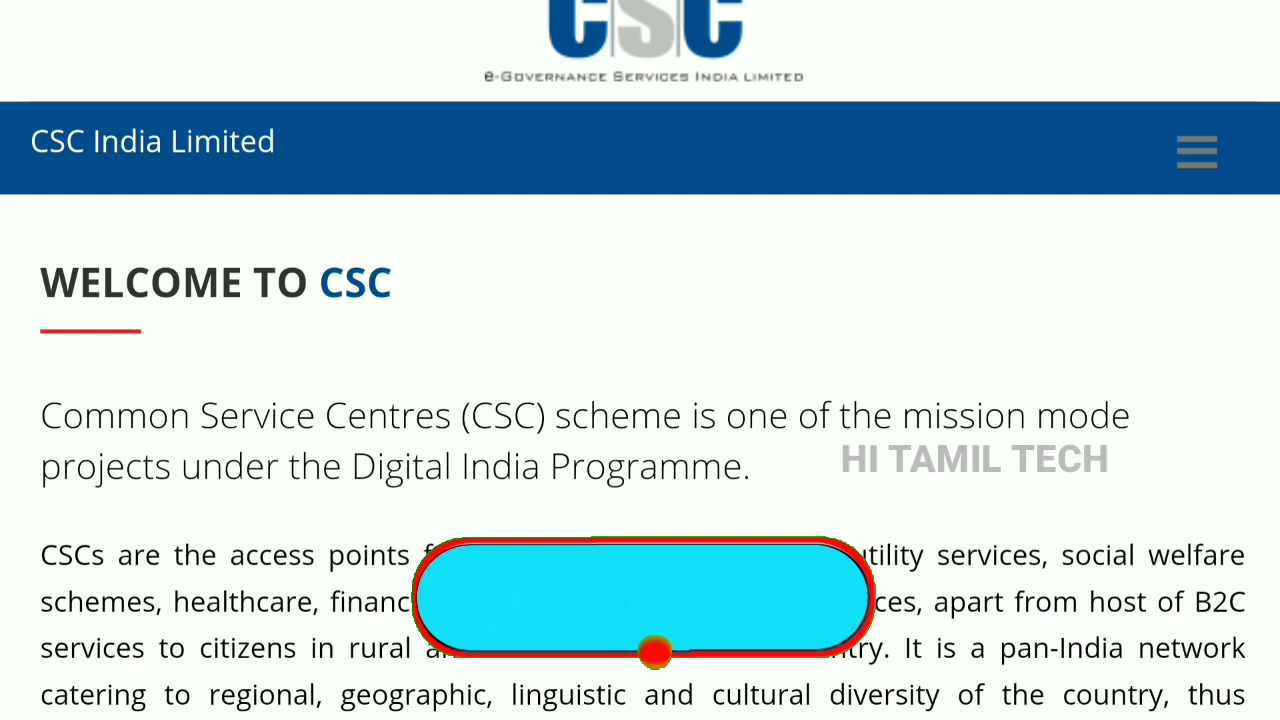 CSC
e-Governance Services India Limited
CSC India Limited
WELCOME TO CSC
Common Service Centres (CSC) scheme is one of the mission mode
projects under the Digital India Programme.
HI TAMIL TECH
CSCs are the access points utility services, social welfare
schemes, healthcare, apart from host of B2C
services to citizens in rural It is a pan-India network
catering to regional, geographic, linguistic and cultural diversity of the country, thus